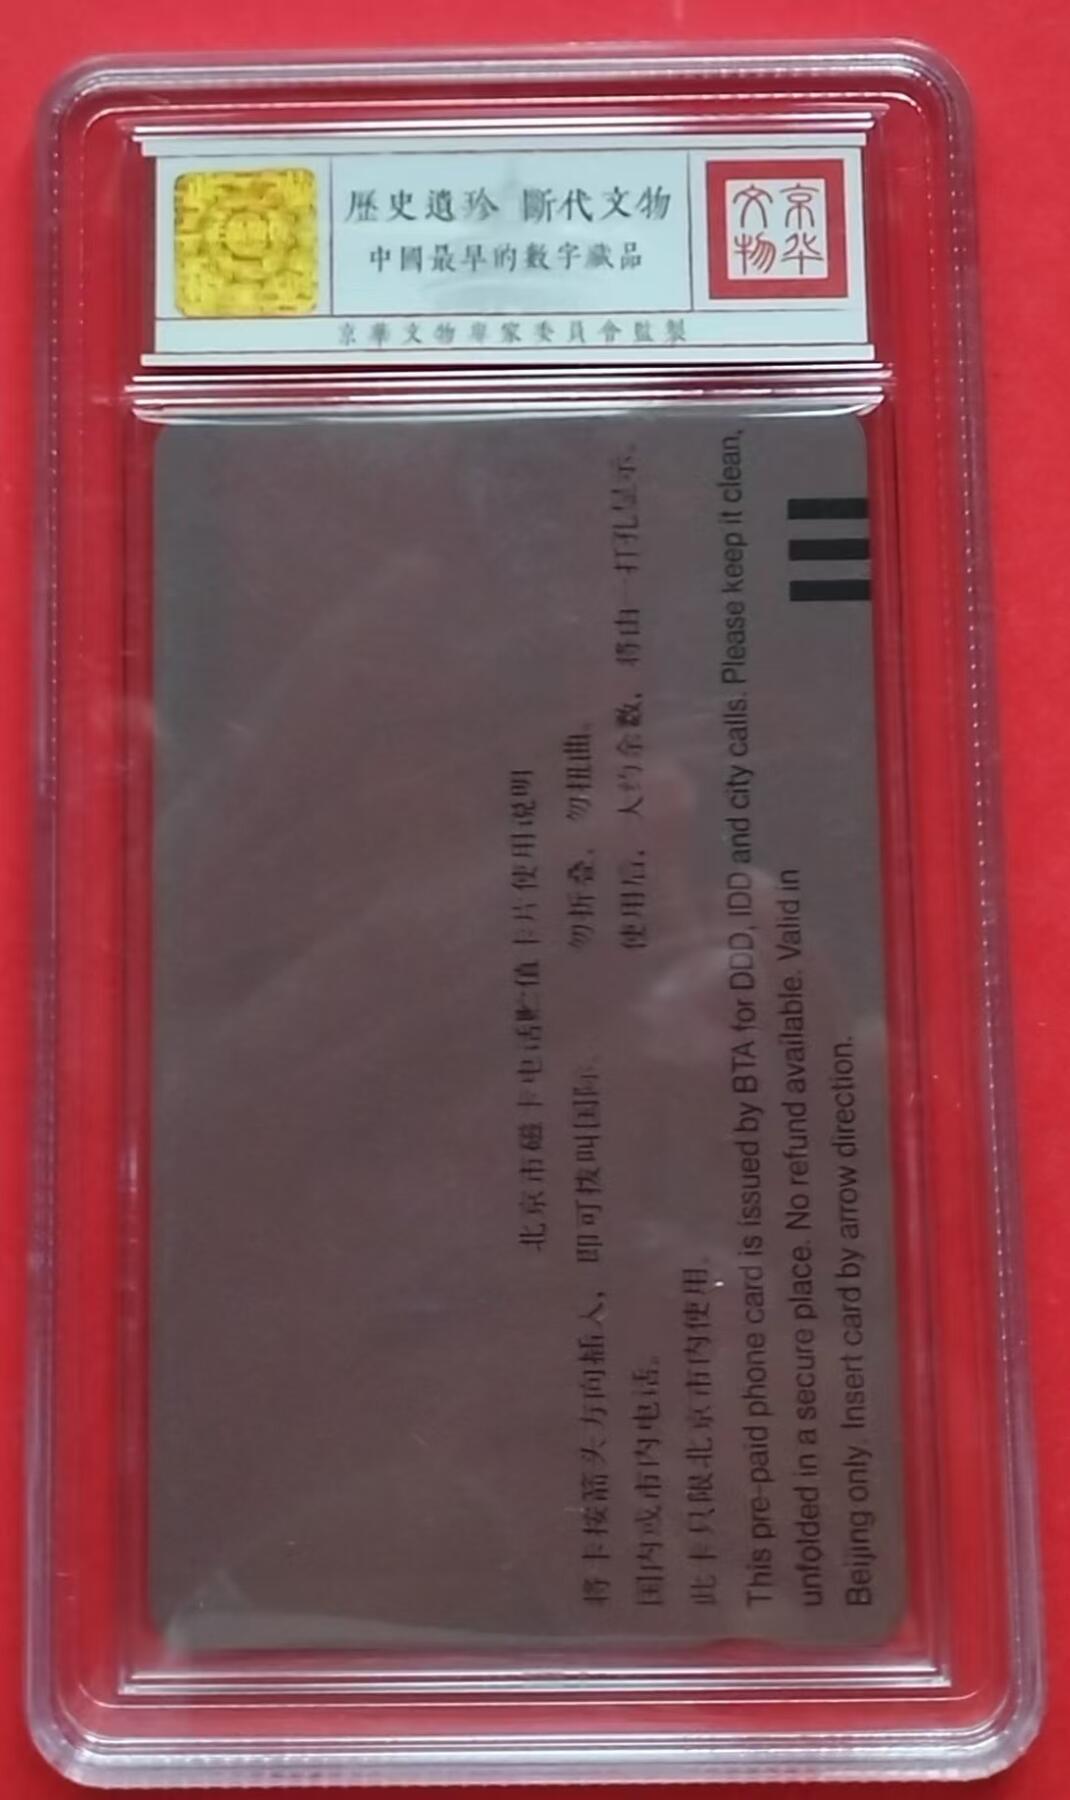 歷史遺珍 斷代文物
中國最早的數字藏品
京华
文物
京華文物專家委員會監製
北京市磁卡电话贮值卡片使用说明
将卡按箭头方向插入，即可拨叫国际、 勿折叠，勿扭曲。
国内或市内电话。 使用后，大约余数，将由一打孔显示。
此卡只限北京市内使用。
This pre-paid phone card is issued by BTA for DDD, IDD and city calls. Please keep it clean,
unfolded in a secure place. No refund available. Valid in
Beijing only. Insert card by arrow direction.